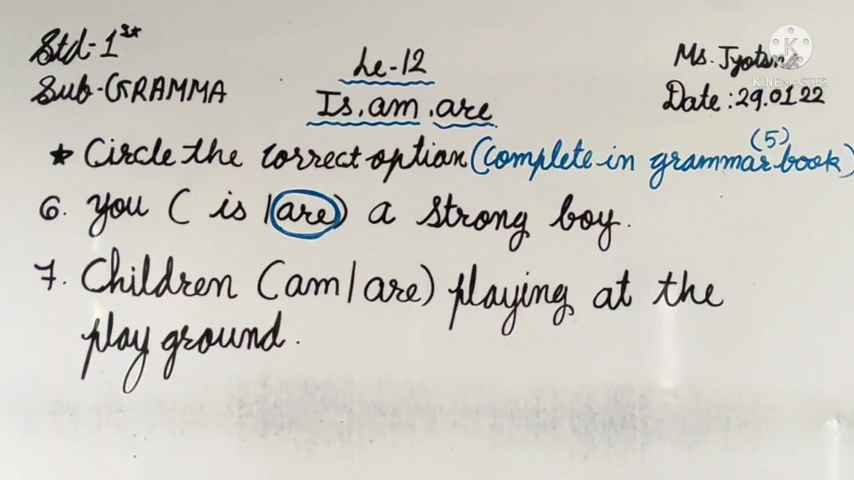 Std-1st
Le-12
Ms. Jyotsna
Sub-GRAMMA
Is.am.are
Date:29.01.22
KINEMASTER
★ Circle the correct option (complete in grammar book)
(5)
6. You ( is | are) a strong boy.
7. Children (am | are) playing at the
play ground.